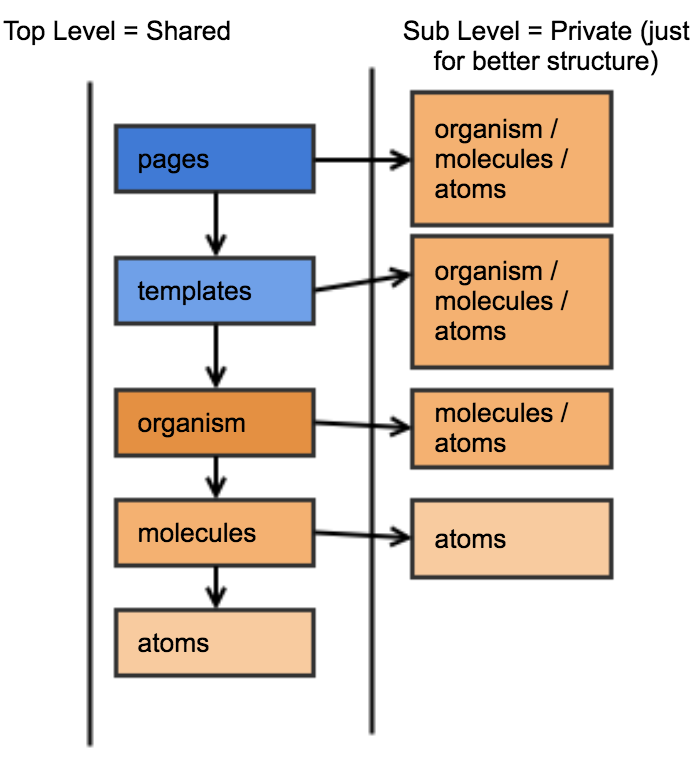 Top Level = Shared
Sub Level = Private (just
for better structure)
pages
organism /
molecules /
atoms
templates
organism /
molecules /
atoms
organism
molecules /
atoms
molecules
atoms
atoms